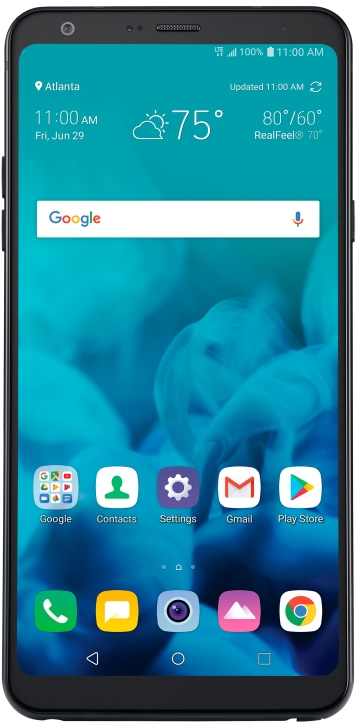 LTE 100% 11:00 AM
Atlanta Updated 11:00 AM
11:00 AM 75° 80°/60°
Fri, Jun 29 RealFeel® 70°
Google
Google Contacts Settings Gmail Play Store